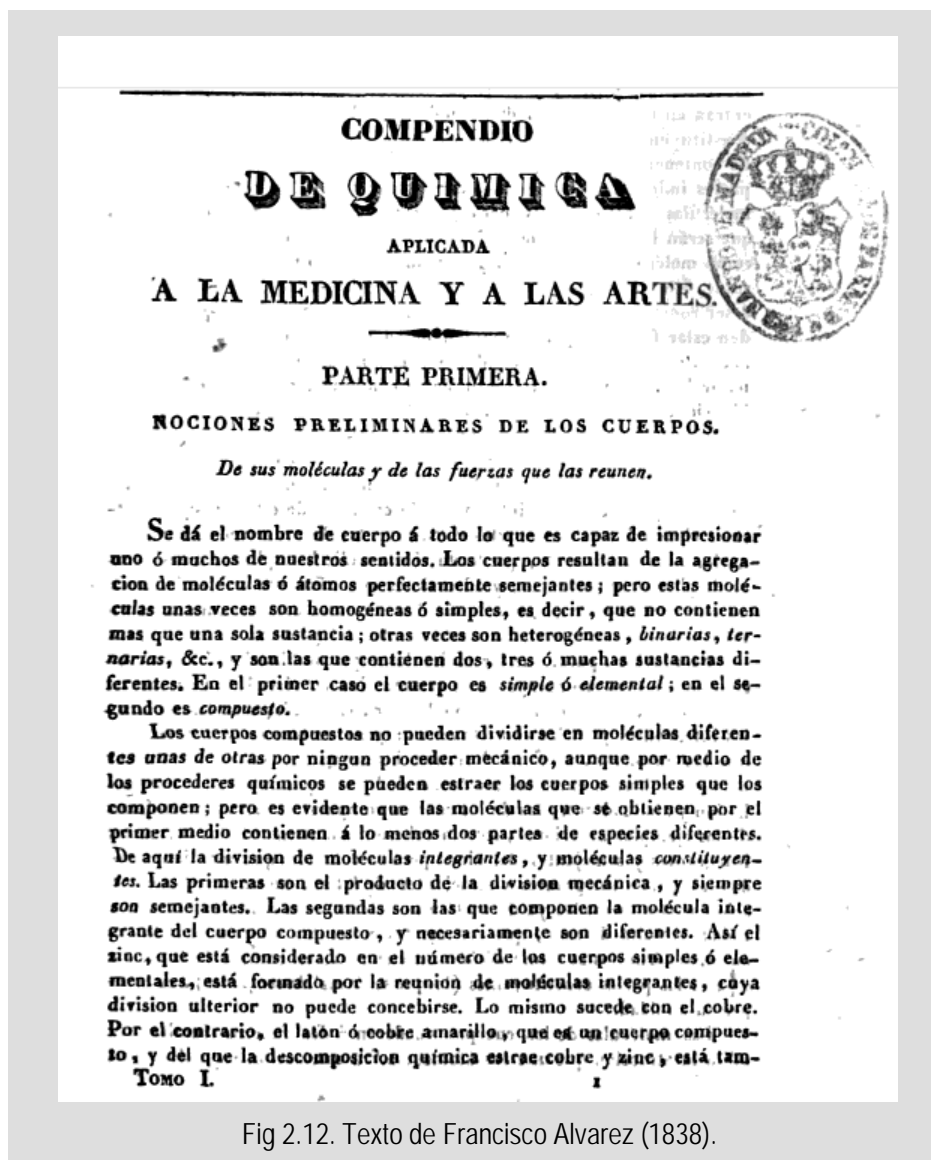 COMPENDIO
DE QUIMICA
APLICADA
A LA MEDICINA Y A LAS ARTES.
PARTE PRIMERA.
NOCIONES PRELIMINARES DE LOS CUERPOS.
De sus moléculas y de las fuerzas que las reunen.
Se dá el nombre de cuerpo á todo lo que es capaz de impresionar
uno ó muchos de nuestros sentidos. Los cuerpos resultan de la agrega-
cion de moléculas ó átomos perfectamente semejantes; pero estas molé-
culas unas veces son homogéneas ó simples, es decir, que no contienen
mas que una sola sustancia; otras veces son heterogéneas, binarias, ter-
narias, &c., y son las que contienen dos, tres ó muchas sustancias di-
ferentes. En el primer caso el cuerpo es simple ó elemental; en el se-
gundo es compuesto.
Los cuerpos compuestos no pueden dividirse en moléculas diferen-
tes unas de otras por ningun proceder mecánico, aunque por medio de
los procederes químicos se pueden estraer los cuerpos simples que los
componen; pero es evidente que las moléculas que se obtienen por el
primer medio contienen á lo menos dos partes de especies diferentes.
De aquí la division de moléculas integrantes, y moléculas constituyen-
tes. Las primeras son el producto de la division mecánica, y siempre
son semejantes. Las segundas son las que componen la molécula inte-
grante del cuerpo compuesto, y necesariamente son diferentes. Así el
zinc, que está considerado en el número de los cuerpos simples ó ele-
mentales, está formado por la reunion de moléculas integrantes, cuya
division ulterior no puede concebirse. Lo mismo sucede con el cobre.
Por el contrario, el laton ó cobre amarillo, que es un cuerpo compues-
to, y del que la descomposicion química estrae cobre y zinc, está tam-
TOMO I. 1
DE MADRID
Fig 2.12. Texto de Francisco Alvarez (1838).